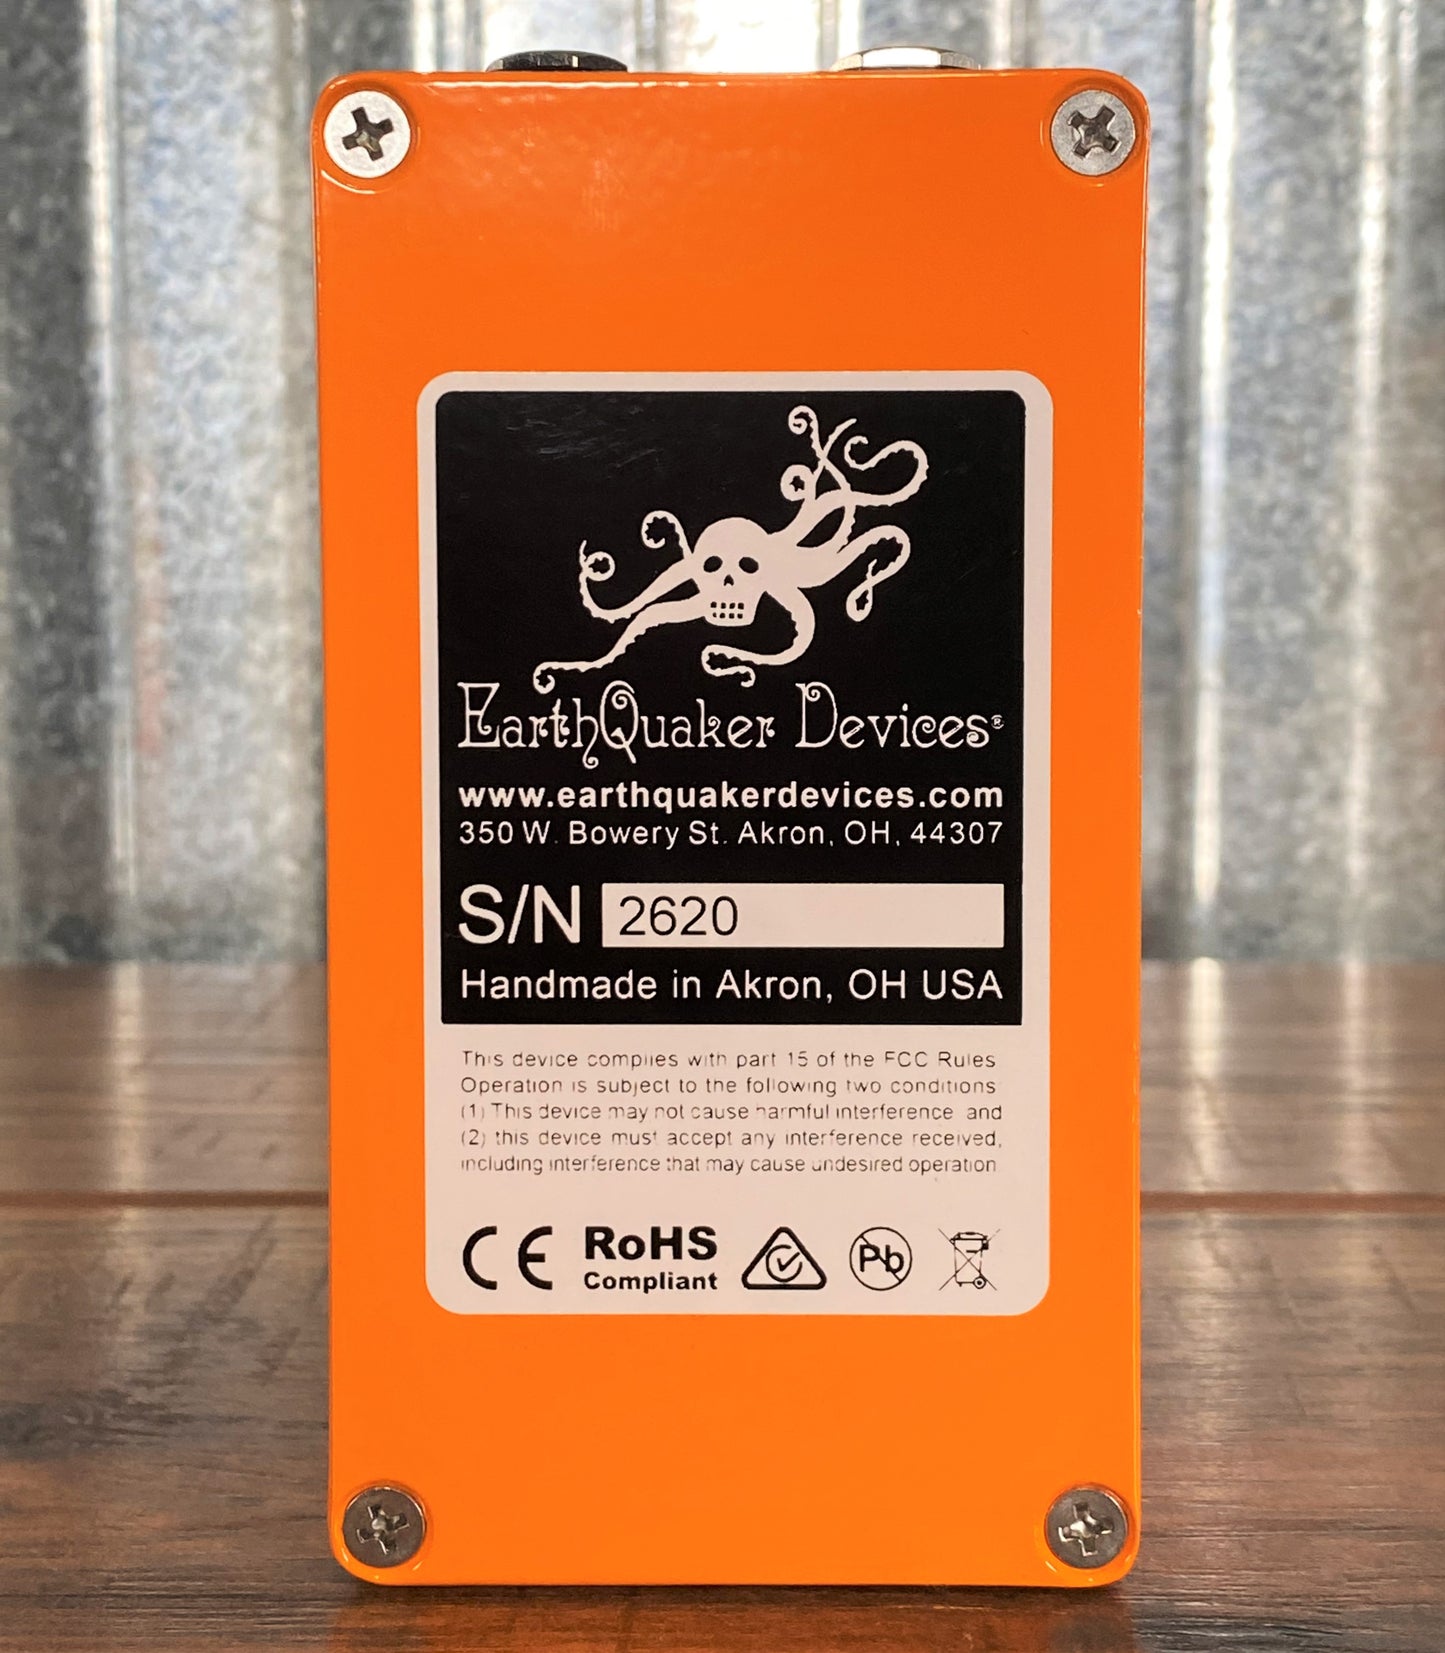 EarthQuaker Devices®
www.earthquakerdevices.com
350 W. Bowery St. Akron, OH, 44307
S/N 2620
Handmade in Akron, OH USA
This device complies with part 15 of the FCC Rules
Operation is subject to the following two conditions
(1) This device may not cause harmful interference and
(2) this device must accept any interference received,
including interference that may cause undesired operation
CE RoHS Pb
Compliant